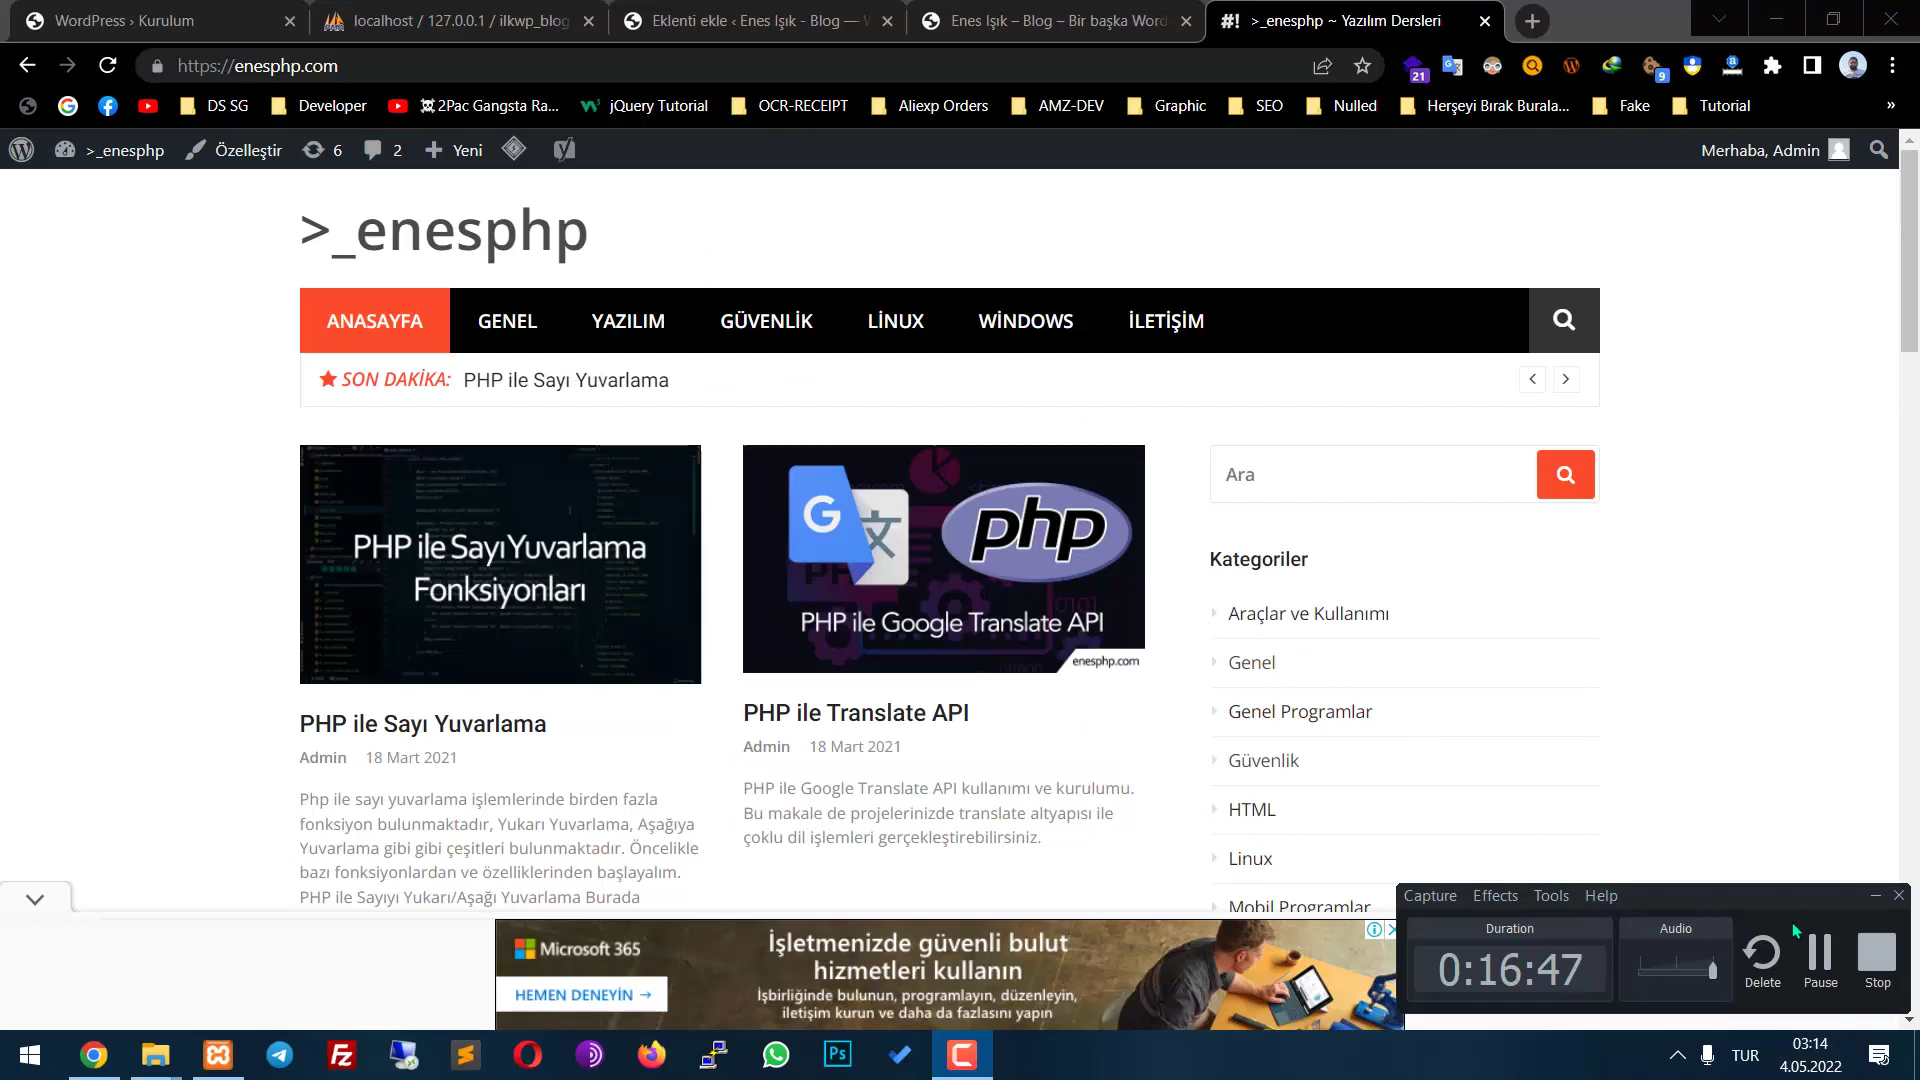 WordPress › Kurulum
localhost / 127.0.0.1 / ilkwp_blog
Eklenti ekle ‹ Enes Işık - Blog — W
Enes Işık – Blog – Bir başka Word
#! >_enesphp ~ Yazılım Dersleri
https://enesphp.com
21
9
DS SG
Developer
2Pac Gangsta Ra...
jQuery Tutorial
OCR-RECEIPT
Aliexp Orders
AMZ-DEV
Graphic
SEO
Nulled
Herşeyi Bırak Burala...
Fake
Tutorial
»
>_enesphp
Özelleştir
6
2
Yeni
Merhaba, Admin
>_enesphp
ANASAYFA
GENEL
YAZILIM
GÜVENLİK
LİNUX
WİNDOWS
İLETİŞİM
SON DAKİKA:
PHP ile Sayı Yuvarlama
PHP ile Sayı Yuvarlama
Fonksiyonları
PHP ile Sayı Yuvarlama
Admin 18 Mart 2021
Php ile sayı yuvarlama işlemlerinde birden fazla
fonksiyon bulunmaktadır, Yukarı Yuvarlama, Aşağıya
Yuvarlama gibi gibi çeşitleri bulunmaktadır. Öncelikle
bazı fonksiyonlardan ve özelliklerinden başlayalım.
PHP ile Sayıyı Yukarı/Aşağı Yuvarlama Burada
G
文
php
PHP ile Google Translate API
enesphp.com
PHP ile Translate API
Admin 18 Mart 2021
PHP ile Google Translate API kullanımı ve kurulumu.
Bu makale de projelerinizde translate altyapısı ile
çoklu dil işlemleri gerçekleştirebilirsiniz.
Ara
Kategoriler
Araçlar ve Kullanımı
Genel
Genel Programlar
Güvenlik
HTML
Linux
Mobil Programlar
Microsoft 365
HEMEN DENEYİN →
İşletmenizde güvenli bulut
hizmetleri kullanın
İşbirliğinde bulunun, programlayın, düzenleyin,
iletişim kurun ve daha da fazlasını yapın
Capture
Effects
Tools
Help
Duration
0:16:47
Audio
Delete
Pause
Stop
Fz
Ps
TUR
03:14
4.05.2022